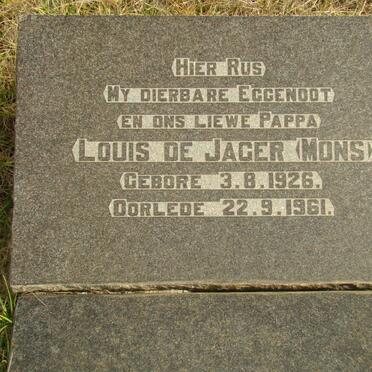 HIER RUS
MY DIERBARE EGGENOOT
EN ONS LIEWE PAPPA
LOUIS DE JAGER (MONS)
GEBORE 3.8.1926.
OORLEDE 22.9.1961.